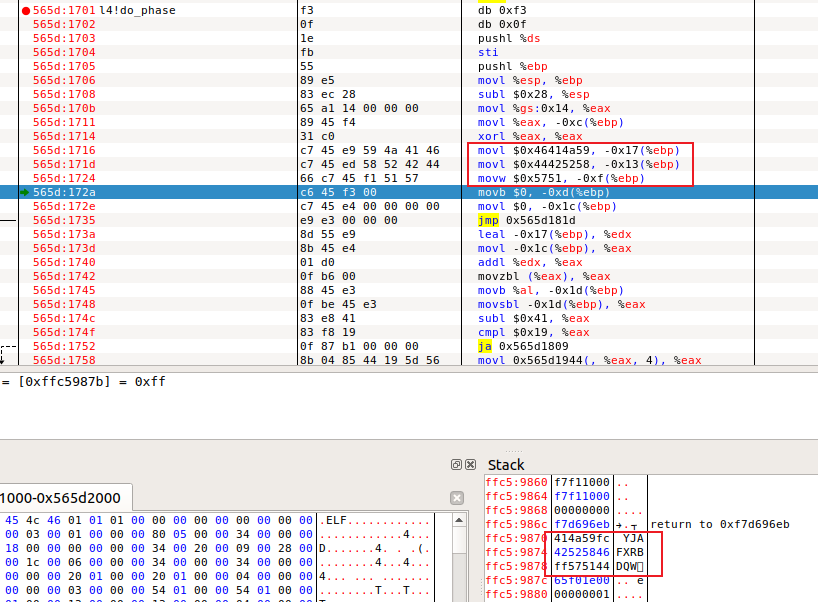 565d:1701 l4!do_phase f3 db 0xf3
565d:1702 0f db 0x0f
565d:1703 1e pushl %ds
565d:1704 fb sti
565d:1705 55 pushl %ebp
565d:1706 89 e5 movl %esp, %ebp
565d:1708 83 ec 28 subl $0x28, %esp
565d:170b 65 a1 14 00 00 00 movl %gs:0x14, %eax
565d:1711 89 45 f4 movl %eax, -0xc(%ebp)
565d:1714 31 c0 xorl %eax, %eax
565d:1716 c7 45 e9 59 4a 41 46 movl $0x46414a59, -0x17(%ebp)
565d:171d c7 45 ed 58 52 42 44 movl $0x44425258, -0x13(%ebp)
565d:1724 66 c7 45 f1 51 57 movw $0x5751, -0xf(%ebp)
565d:172a c6 45 f3 00 movb $0, -0xd(%ebp)
565d:172e c7 45 e4 00 00 00 00 movl $0, -0x1c(%ebp)
565d:1735 e9 e3 00 00 00 jmp 0x565d181d
565d:173a 8d 55 e9 leal -0x17(%ebp), %edx
565d:173d 8b 45 e4 movl -0x1c(%ebp), %eax
565d:1740 01 d0 addl %edx, %eax
565d:1742 0f b6 00 movzbl (%eax), %eax
565d:1745 88 45 e3 movb %al, -0x1d(%ebp)
565d:1748 0f be 45 e3 movsbl -0x1d(%ebp), %eax
565d:174c 83 e8 41 subl $0x41, %eax
565d:174f 83 f8 19 cmpl $0x19, %eax
565d:1752 0f 87 b1 00 00 00 ja 0x565d1809
565d:1758 8b 04 85 44 19 5d 56 movl 0x565d1944(, %eax, 4), %eax
= [0xffc5987b] = 0xff
1000-0x565d2000)
45 4c 46 01 01 01 00 00 00 00 00 00 00 00 00 .ELF............
00 03 00 01 00 00 00 80 05 00 00 34 00 00 00 ............4...
18 00 00 00 00 00 00 34 00 20 00 09 00 28 00 D.......4. . .(.
00 1c 00 06 00 00 00 34 00 00 00 34 00 00 00 ........4...4...
00 00 00 20 01 00 00 20 01 00 00 04 00 00 00 4... ... .......
00 00 00 03 00 00 00 54 01 00 00 54 01 00 00 ........T...T...
Stack
ffc5:9860 f7f11000 ..
ffc5:9864 f7f11000 ..
ffc5:9868 00000000 ....
ffc5:986c f7d696eb return to 0xf7d696eb
ffc5:9870 414a59fc YJA
ffc5:9874 42525846 FXRB
ffc5:9878 ff575144 DQW
ffc5:987c 65f01e00 .. e
ffc5:9880 00000001 ....